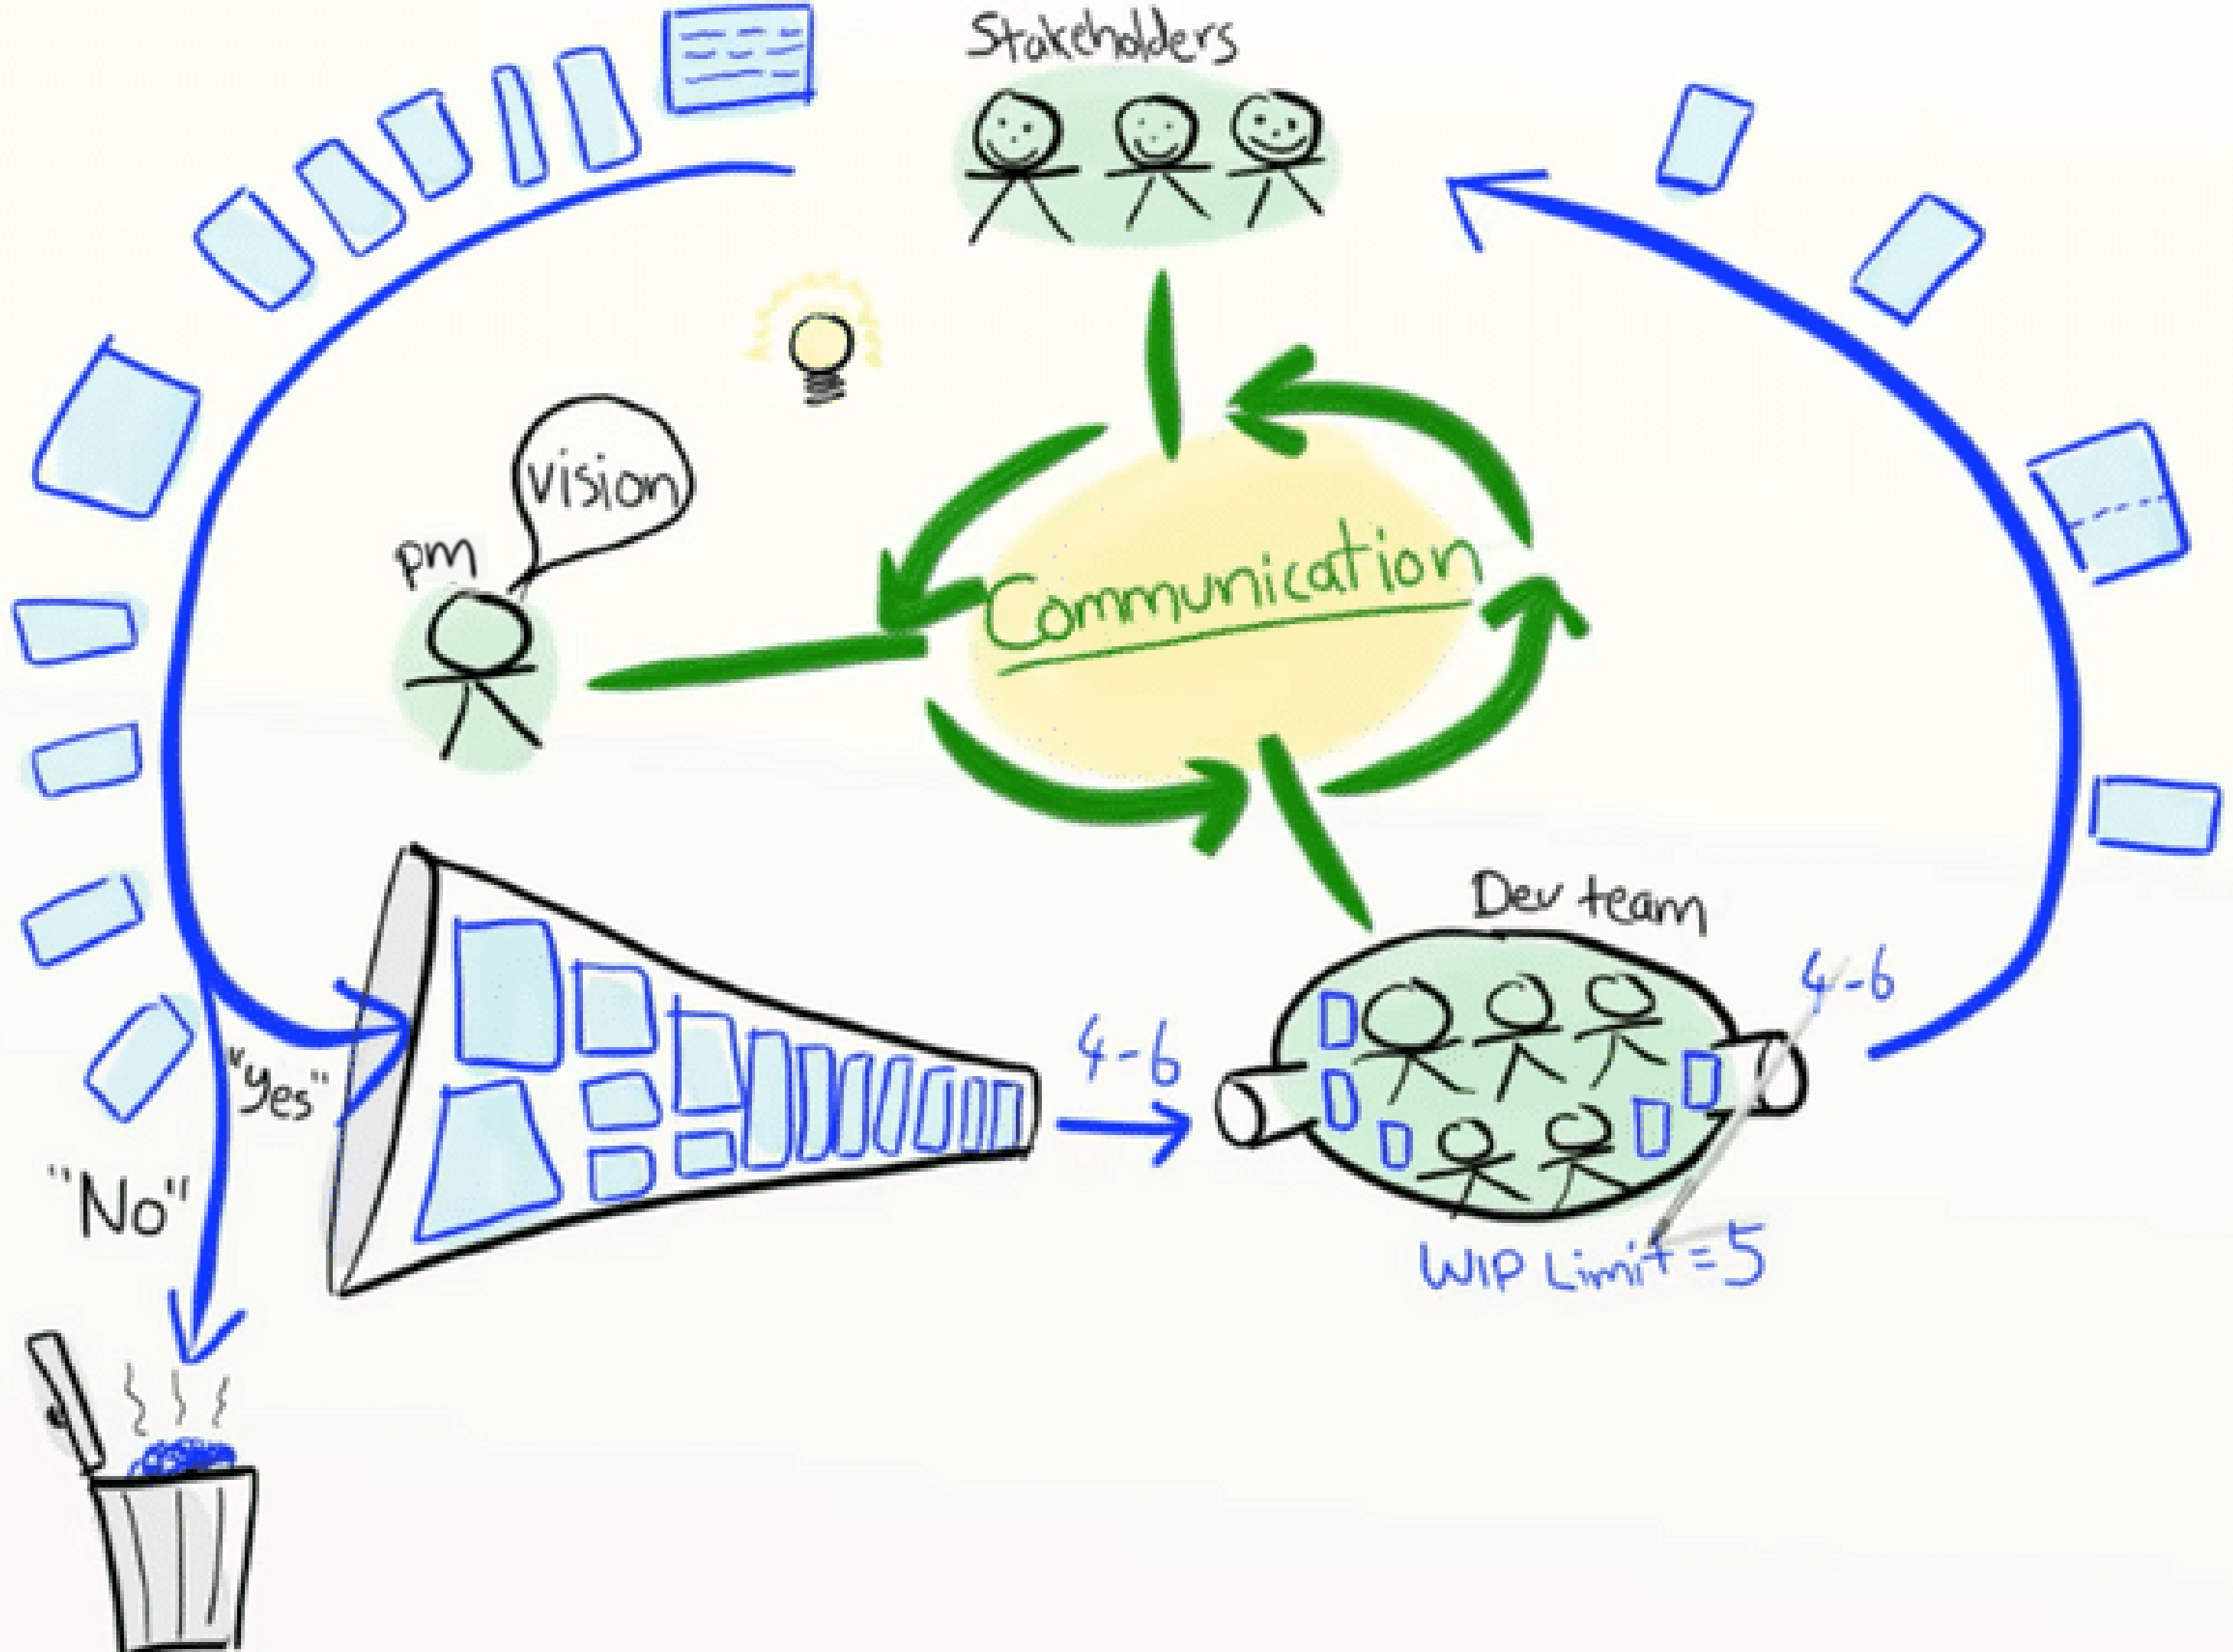 Stakeholders
vision
pm
Communication
Dev team
4-6
4-6
"yes"
"No"
WIP Limit = 5